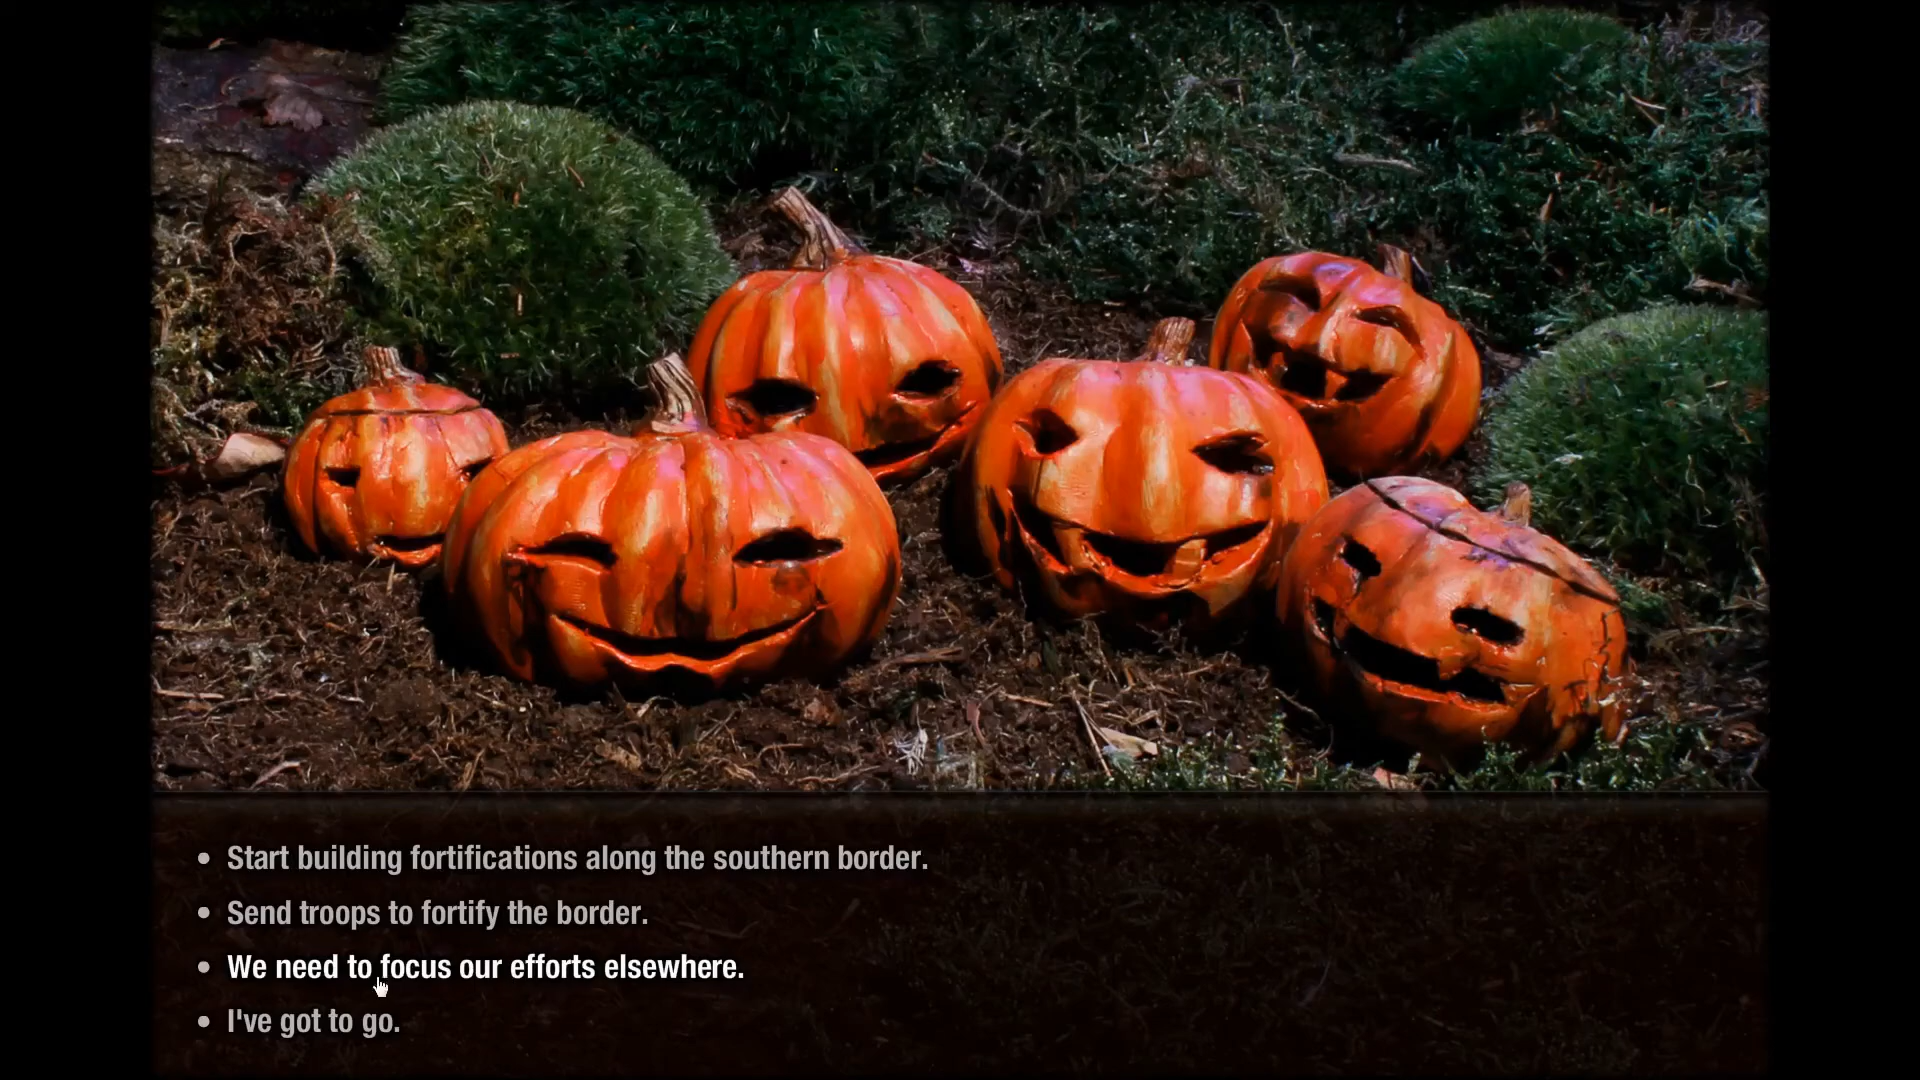 Start building fortifications along the southern border.
Send troops to fortify the border.
We need to focus our efforts elsewhere.
I've got to go.